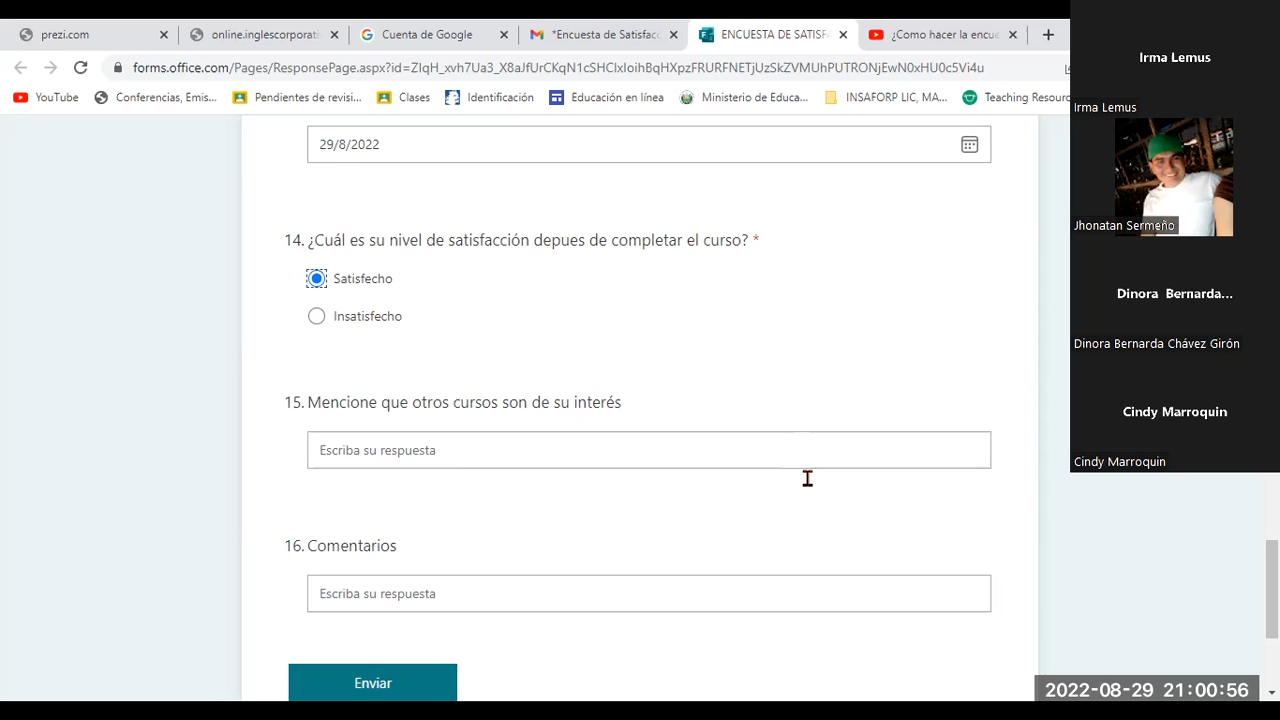 prezi.com
online.inglescorporati
Cuenta de Google
*Encuesta de Satisfacc
ENCUESTA DE SATISFA
¿Como hacer la encue
forms.office.com/Pages/ResponsePage.aspx?id=ZIqH_xvh7Ua3_X8aJfUrCKqN1cSHCIxIoihBqHXpzFRURFNETjUzSkZVMUhPUTRONjEwN0xHU0c5Vi4u
YouTube
Conferencias, Emis...
Pendientes de revisi...
Clases
Identificación
Educación en línea
Ministerio de Educa...
INSAFORP LIC, MA...
Teaching Resourc
29/8/2022
14. ¿Cuál es su nivel de satisfacción depues de completar el curso? *
Satisfecho
Insatisfecho
15. Mencione que otros cursos son de su interés
Escriba su respuesta
16. Comentarios
Escriba su respuesta
Enviar
Irma Lemus
Irma Lemus
Jhonatan Sermeño
Dinora Bernarda...
Dinora Bernarda Chávez Girón
Cindy Marroquin
Cindy Marroquin
2022-08-29 21:00:56